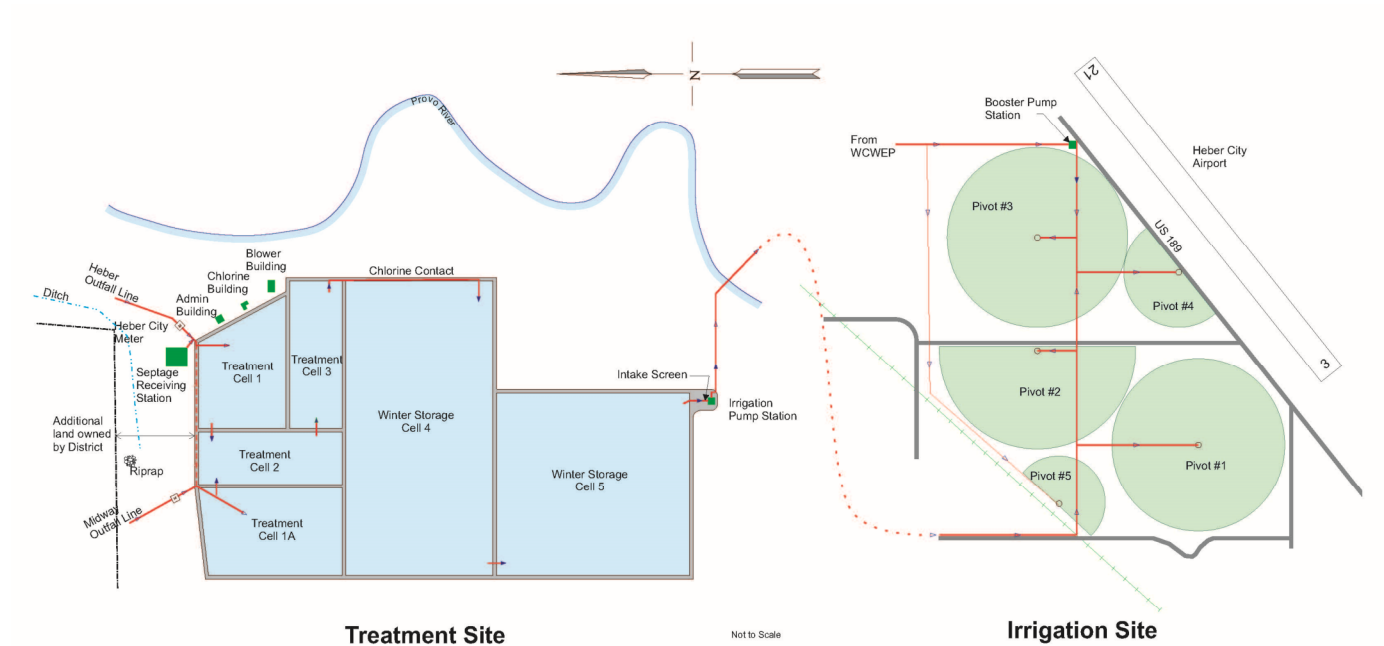 N
Provo River
21
Booster Pump
Station
From
WCWEP
Heber City
Airport
Pivot #3
US 189
Pivot #4
Blower
Building
Chlorine
Building
Heber
Outfall Line
Admin
Building
Chlorine Contact
Ditch
Heber City
Meter
Septage
Receiving
Station
Treatment
Cell 1
Treatment
Cell 3
Intake Screen
Irrigation
Pump Station
3
Pivot #2
Additional
land owned
by District
Winter Storage
Cell 4
Treatment
Cell 2
Riprap
Winter Storage
Cell 5
Pivot #1
Pivot #5
Midway
Outfall Line
Treatment
Cell 1A
Treatment Site
Not to Scale
Irrigation Site